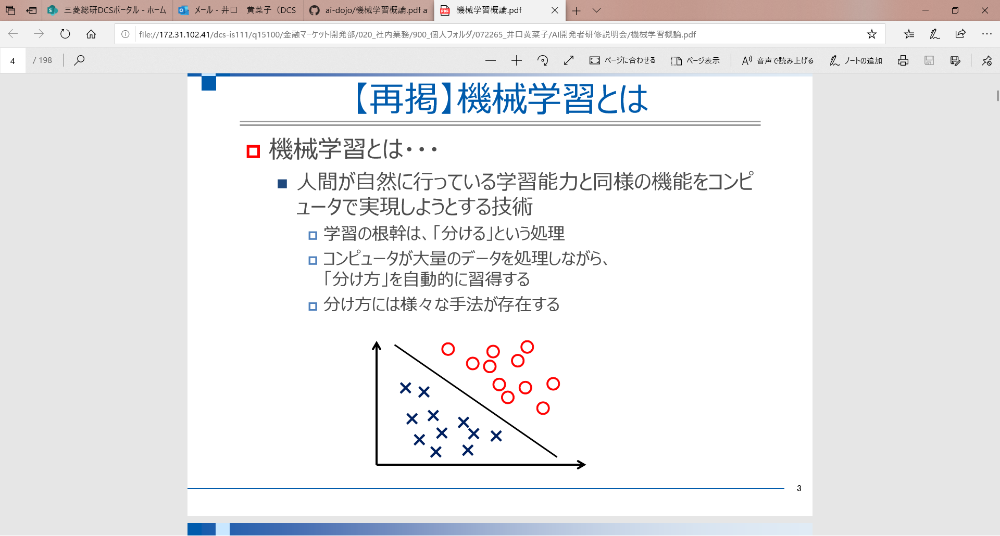 三菱総研DCSポータル - ホーム
メール - 井口　黄菜子（DCS
ai-dojo/機械学習概論.pdf a
機械学習概論.pdf
file://172.31.102.41/dcs-is111/q15100/金融マーケット開発部/020_社内業務/900_個人フォルダ/072265_井口黄菜子/AI開発者研修説明会/機械学習概論.pdf
4 / 198
ページに合わせる
ページ表示
音声で読み上げる
ノートの追加
【再掲】機械学習とは
機械学習とは・・・
人間が自然に行っている学習能力と同様の機能をコンピ
ュータで実現しようとする技術
学習の根幹は、「分ける」という処理
コンピュータが大量のデータを処理しながら、
「分け方」を自動的に習得する
分け方には様々な手法が存在する
3